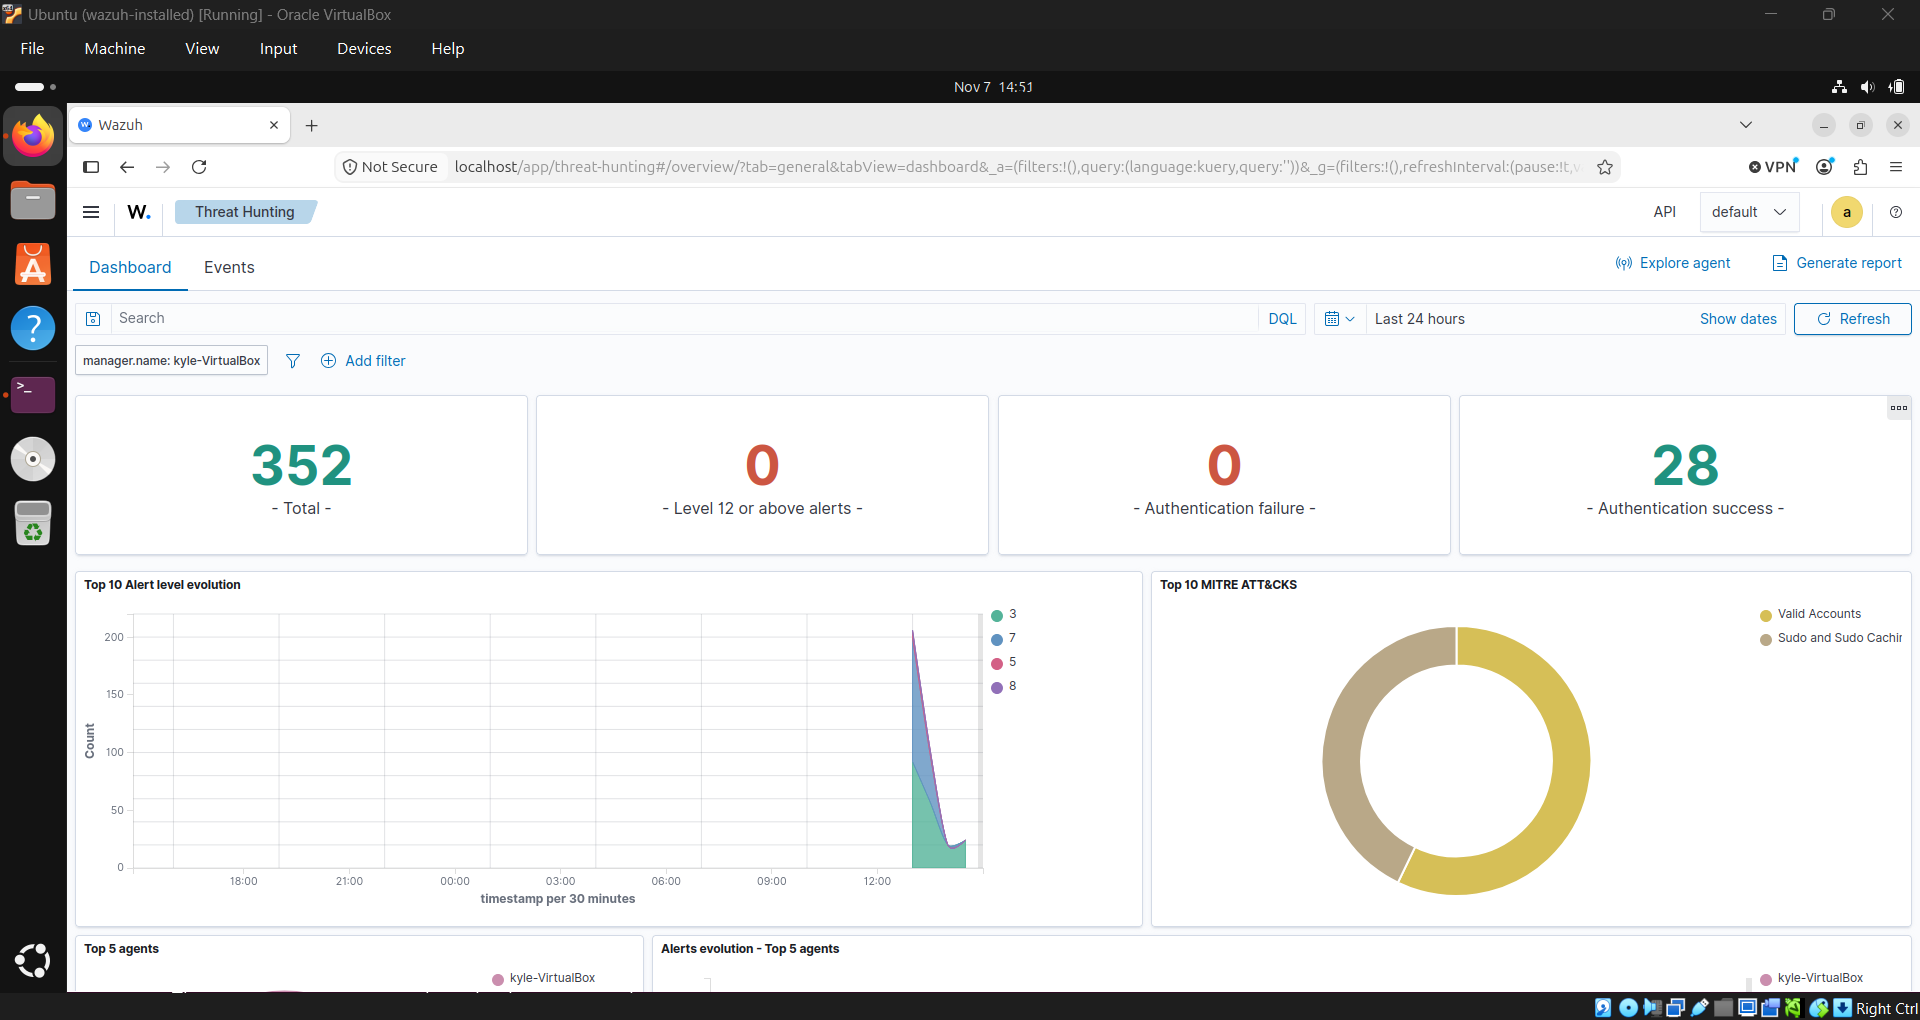 Ubuntu (wazuh-installed) [Running] - Oracle VirtualBox
File Machine View Input Devices Help
Nov 7 14:51
Wazuh
Not Secure localhost/app/threat-hunting#/overview/?tab=general&tabView=dashboard&_a=(filters:!(),query:(language:kuery,query:''))&_g=(filters:!(),refreshInterval:(pause:!t,v
VPN
W. Threat Hunting API default a
Dashboard Events Explore agent Generate report
Search DQL Last 24 hours Show dates Refresh
manager.name: kyle-VirtualBox Add filter
352
- Total -
0
- Level 12 or above alerts -
0
- Authentication failure -
28
- Authentication success -
Top 10 Alert level evolution
200
150
100
50
0
Count
18:00 21:00 00:00 03:00 06:00 09:00 12:00
timestamp per 30 minutes
3
7
5
8
Top 10 MITRE ATT&CKS
Valid Accounts
Sudo and Sudo Cachin
Top 5 agents
kyle-VirtualBox
Alerts evolution - Top 5 agents
kyle-VirtualBox
Right Ctrl